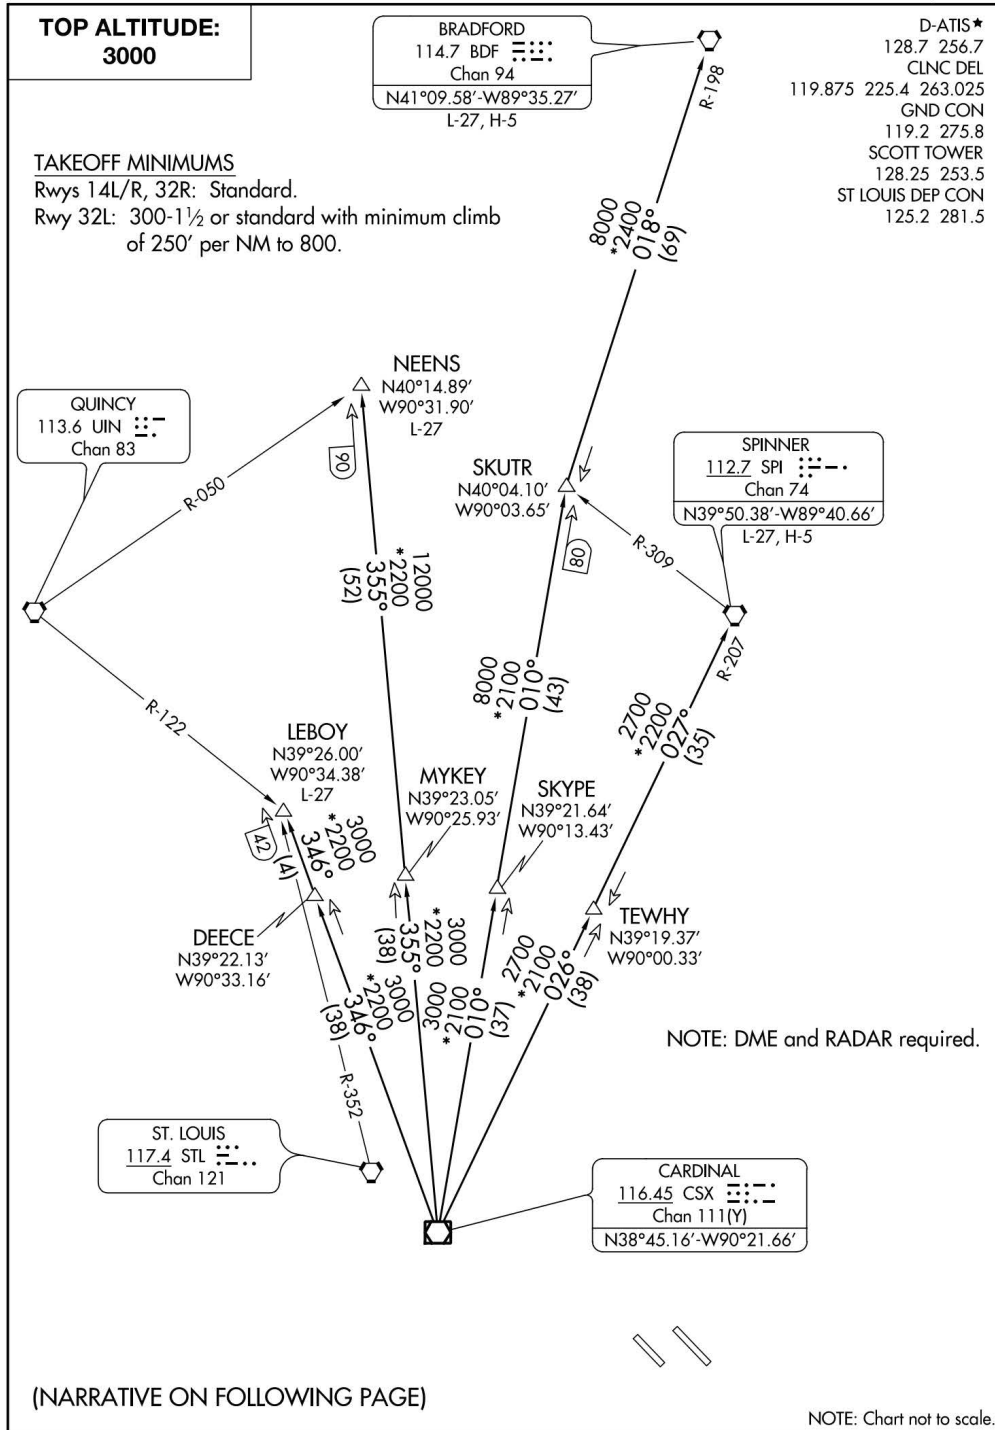 TOP ALTITUDE:
3000
BRADFORD
114.7 BDF
Chan 94
N41°09.58'-W89°35.27'
L-27, H-5
R-198
D-ATIS★
128.7 256.7
CLNC DEL
119.875 225.4 263.025
GND CON
119.2 275.8
SCOTT TOWER
128.25 253.5
ST LOUIS DEP CON
125.2 281.5
TAKEOFF MINIMUMS
Rwys 14L/R, 32R: Standard.
Rwy 32L: 300-1½ or standard with minimum climb
of 250' per NM to 800.
8000
*2400
018°
(69)
NEENS
N40°14.89'
W90°31.90'
L-27
90
QUINCY
113.6 UIN
Chan 83
R-050
SKUTR
N40°04.10'
W90°03.65'
80
SPINNER
112.7 SPI
Chan 74
N39°50.38'-W89°40.66'
L-27, H-5
R-309
R-207
12000
*2200
355°
(52)
8000
*2100
010°
(43)
2700
*2200
027°
(35)
R-122
LEBOY
N39°26.00'
W90°34.38'
L-27
42
3000
*2200
346°
(4)
MYKEY
N39°23.05'
W90°25.93'
SKYPE
N39°21.64'
W90°13.43'
DEECE
N39°22.13'
W90°33.16'
TEWHY
N39°19.37'
W90°00.33'
3000
*2200
346°
(38)
3000
*2200
355°
(38)
3000
*2100
010°
(37)
2700
*2100
026°
(38)
NOTE: DME and RADAR required.
R-352
ST. LOUIS
117.4 STL
Chan 121
CARDINAL
116.45 CSX
Chan 111(Y)
N38°45.16'-W90°21.66'
(NARRATIVE ON FOLLOWING PAGE)
NOTE: Chart not to scale.